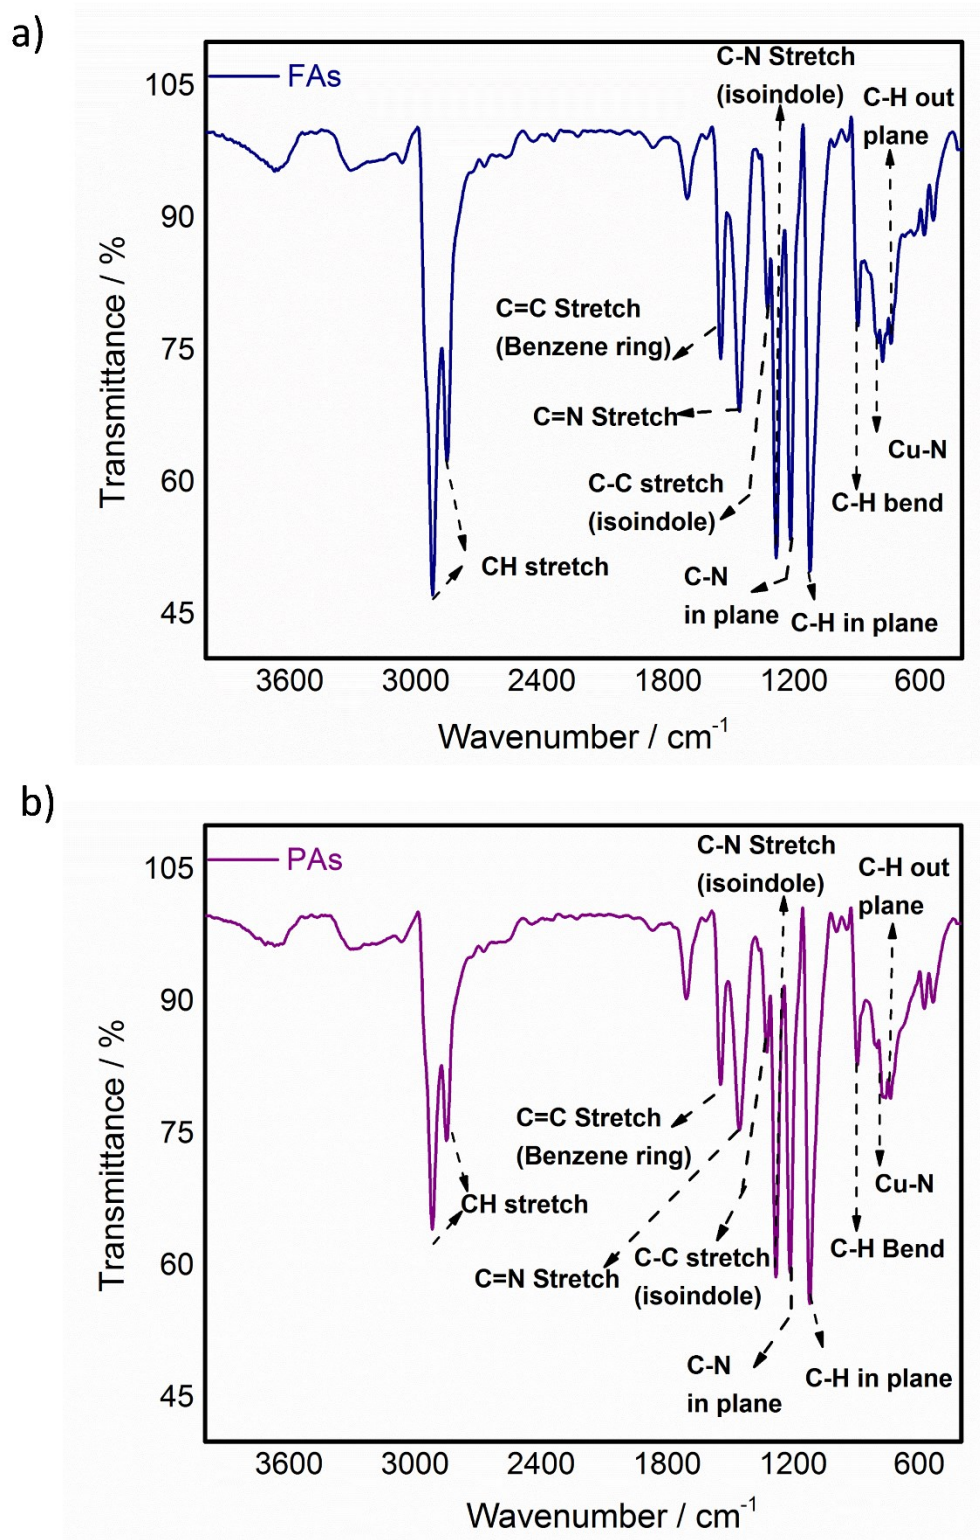 a)
FAs
C-N Stretch
(isoindole)
C-H out
plane
105
90
75
60
45
Transmittance / %
C=C Stretch
(Benzene ring)
C=N Stretch
C-C stretch
(isoindole)
CH stretch
C-N
in plane
C-H in plane
C-H bend
Cu-N
3600
3000
2400
1800
1200
600
Wavenumber / cm⁻¹
b)
PAs
C-N Stretch
(isoindole)
C-H out
plane
105
90
75
60
45
Transmittance / %
C=C Stretch
(Benzene ring)
CH stretch
C=N Stretch
C-C stretch
(isoindole)
C-N
in plane
C-H in plane
C-H Bend
Cu-N
3600
3000
2400
1800
1200
600
Wavenumber / cm⁻¹